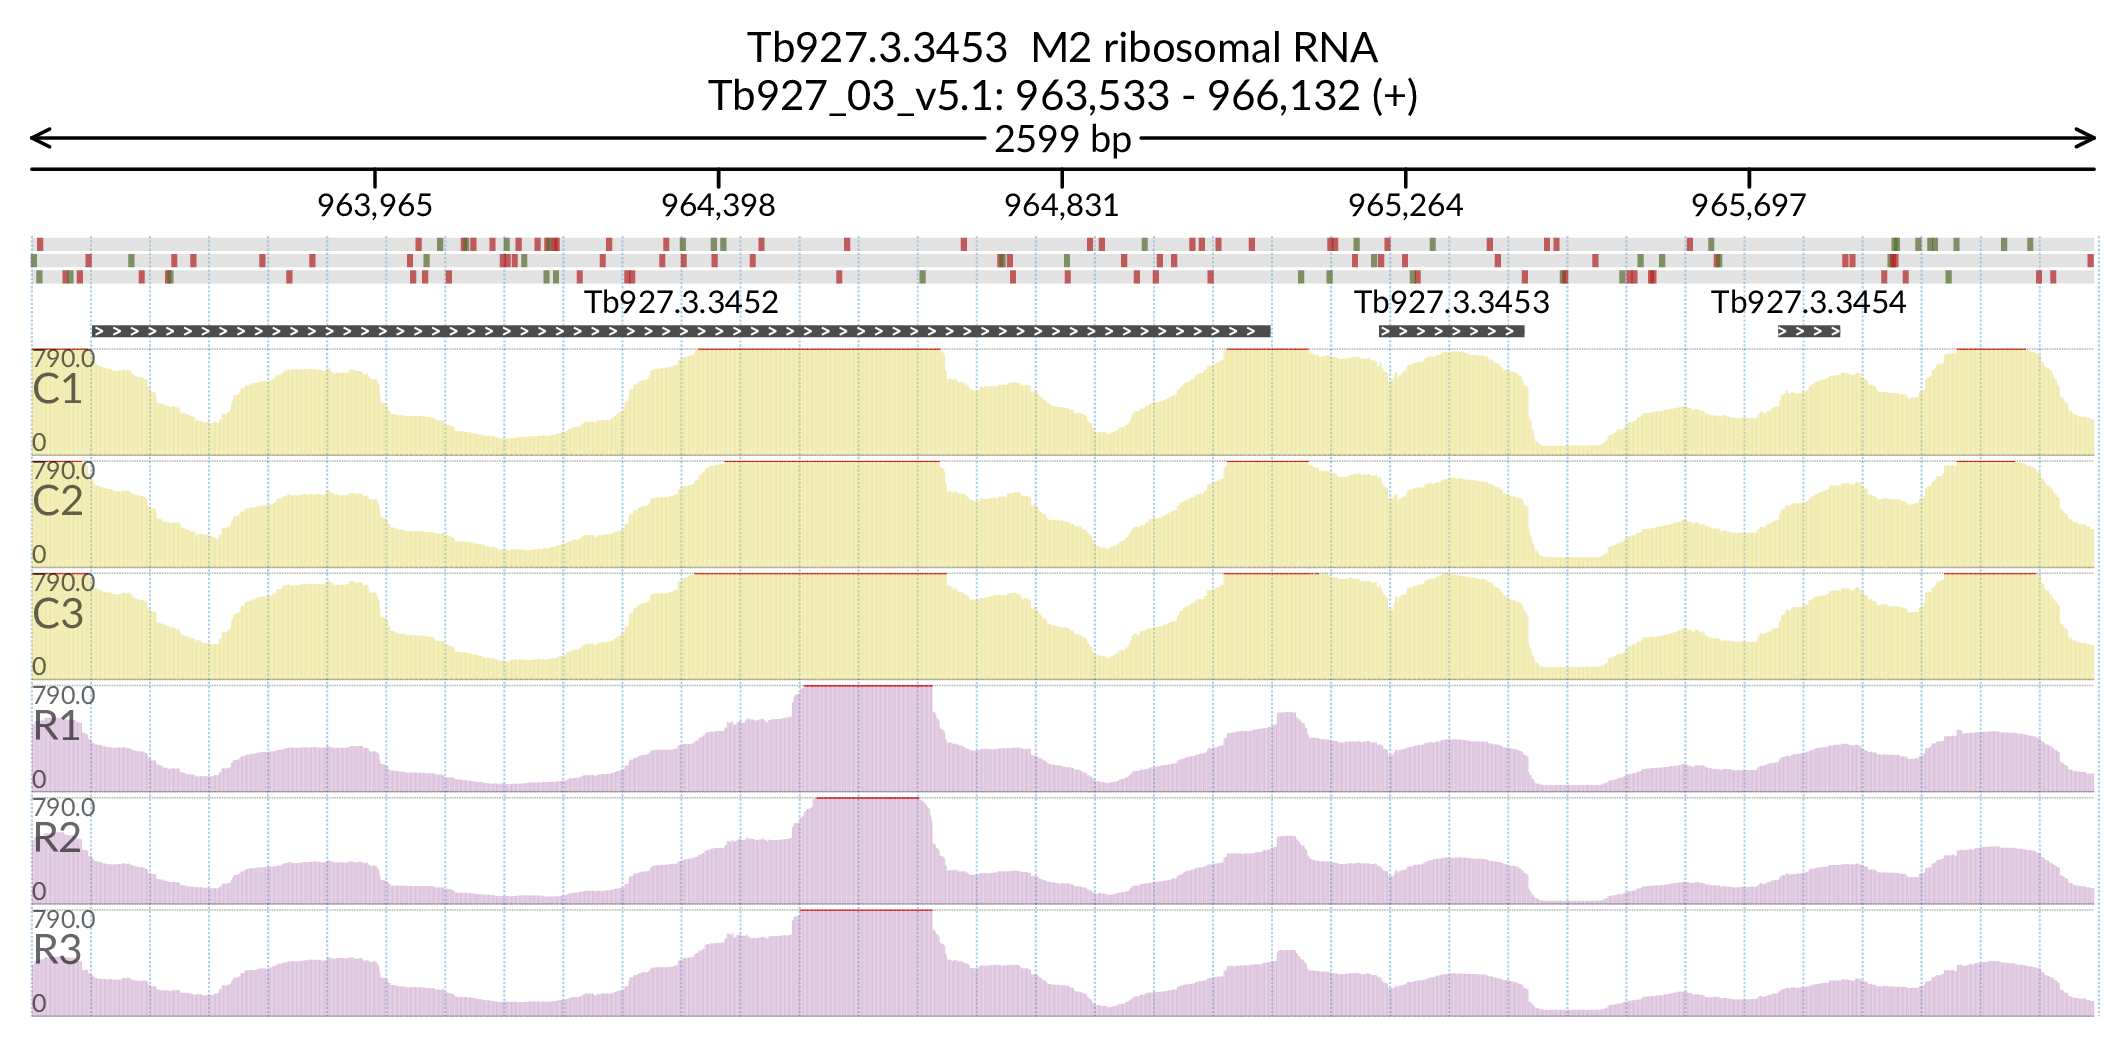 Tb927.3.3453 M2 ribosomal RNA
Tb927_03_v5.1: 963,533 - 966,132 (+)
2599 bp
963,965 964,398 964,831 965,264 965,697
Tb927.3.3452 Tb927.3.3453 Tb927.3.3454
790.0
C1
0
790.0
C2
0
790.0
C3
0
790.0
R1
0
790.0
R2
0
790.0
R3
0